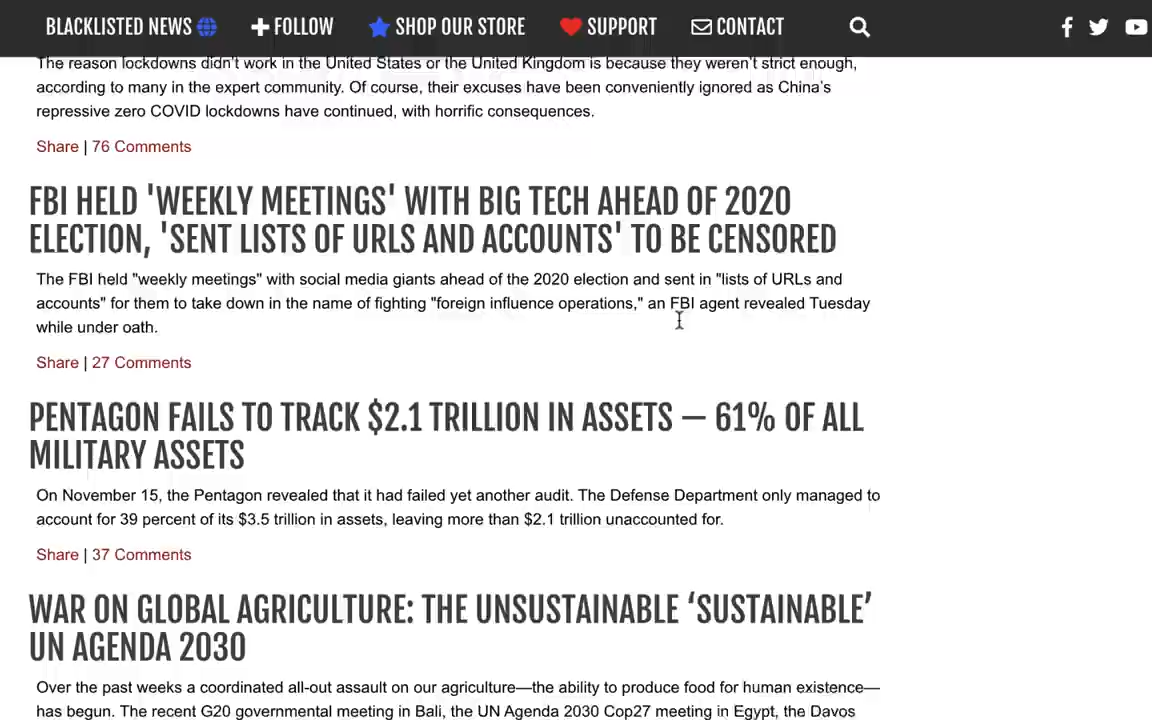 BLACKLISTED NEWS FOLLOW SHOP OUR STORE SUPPORT CONTACT
The reason lockdowns didn't work in the United States or the United Kingdom is because they weren't strict enough,
according to many in the expert community. Of course, their excuses have been conveniently ignored as China's
repressive zero COVID lockdowns have continued, with horrific consequences.
Share | 76 Comments
FBI HELD 'WEEKLY MEETINGS' WITH BIG TECH AHEAD OF 2020
ELECTION, 'SENT LISTS OF URLS AND ACCOUNTS' TO BE CENSORED
The FBI held "weekly meetings" with social media giants ahead of the 2020 election and sent in "lists of URLs and
accounts" for them to take down in the name of fighting "foreign influence operations," an FBI agent revealed Tuesday
while under oath.
Share | 27 Comments
PENTAGON FAILS TO TRACK $2.1 TRILLION IN ASSETS — 61% OF ALL
MILITARY ASSETS
On November 15, the Pentagon revealed that it had failed yet another audit. The Defense Department only managed to
account for 39 percent of its $3.5 trillion in assets, leaving more than $2.1 trillion unaccounted for.
Share | 37 Comments
WAR ON GLOBAL AGRICULTURE: THE UNSUSTAINABLE ‘SUSTAINABLE’
UN AGENDA 2030
Over the past weeks a coordinated all-out assault on our agriculture—the ability to produce food for human existence—
has begun. The recent G20 governmental meeting in Bali, the UN Agenda 2030 Cop27 meeting in Egypt, the Davos